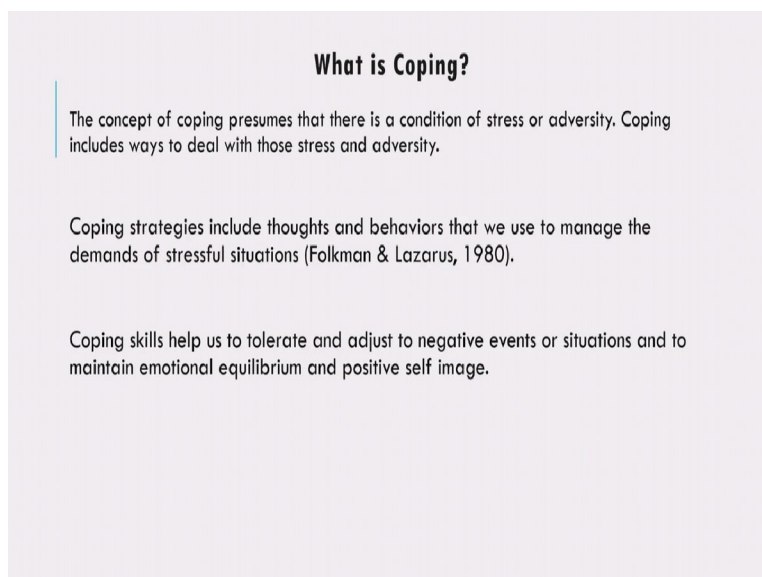 What is Coping?
The concept of coping presumes that there is a condition of stress or adversity. Coping
includes ways to deal with those stress and adversity.
Coping strategies include thoughts and behaviors that we use to manage the
demands of stressful situations (Folkman & Lazarus, 1980).
Coping skills help us to tolerate and adjust to negative events or situations and to
maintain emotional equilibrium and positive self image.